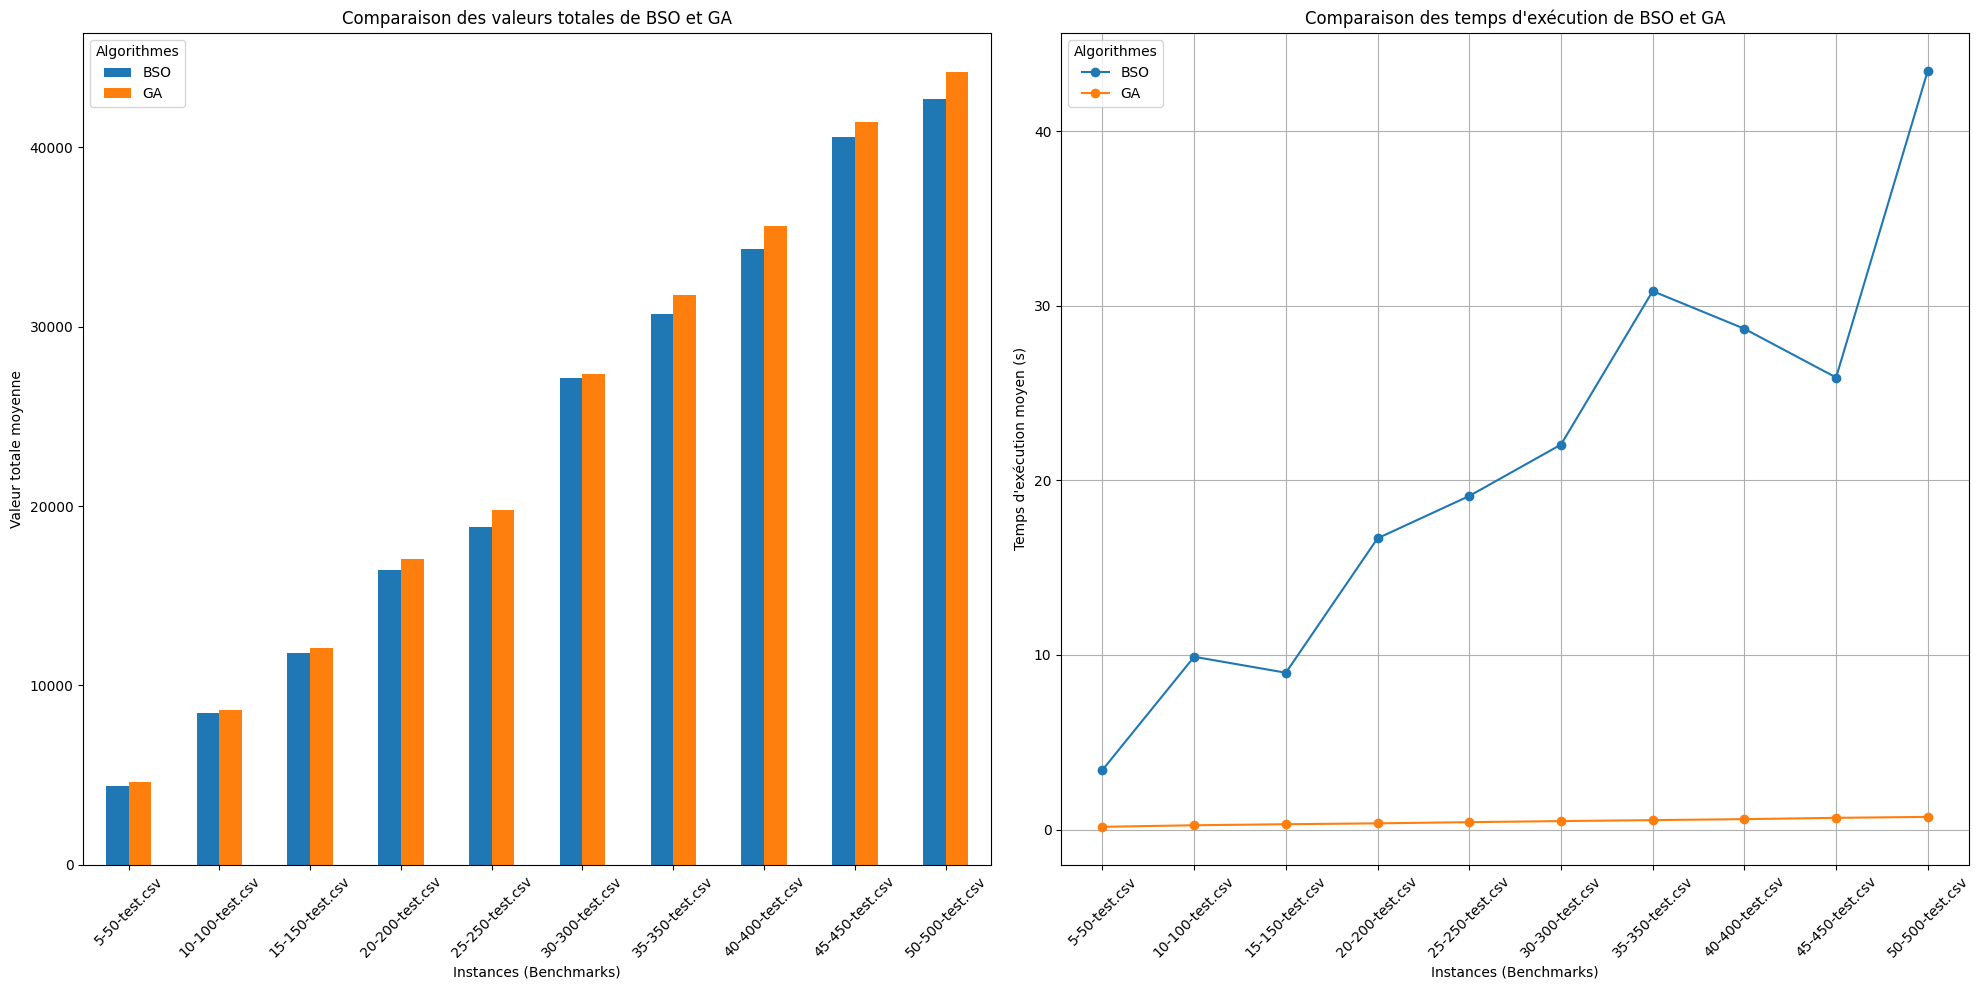 Comparaison des valeurs totales de BSO et GA
Algorithmes
BSO
GA
Valeur totale moyenne
40000
30000
20000
10000
0
5-50-test.csv
10-100-test.csv
15-150-test.csv
20-200-test.csv
25-250-test.csv
30-300-test.csv
35-350-test.csv
40-400-test.csv
45-450-test.csv
50-500-test.csv
Instances (Benchmarks)
Comparaison des temps d'exécution de BSO et GA
Algorithmes
BSO
GA
Temps d'exécution moyen (s)
40
30
20
10
0
5-50-test.csv
10-100-test.csv
15-150-test.csv
20-200-test.csv
25-250-test.csv
30-300-test.csv
35-350-test.csv
40-400-test.csv
45-450-test.csv
50-500-test.csv
Instances (Benchmarks)